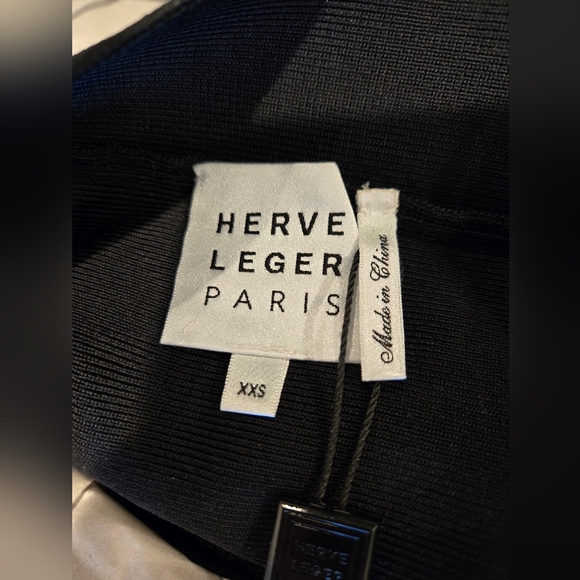 HERVE
LEGER
PARIS
Made in China
XXS
HERVE
LEGER